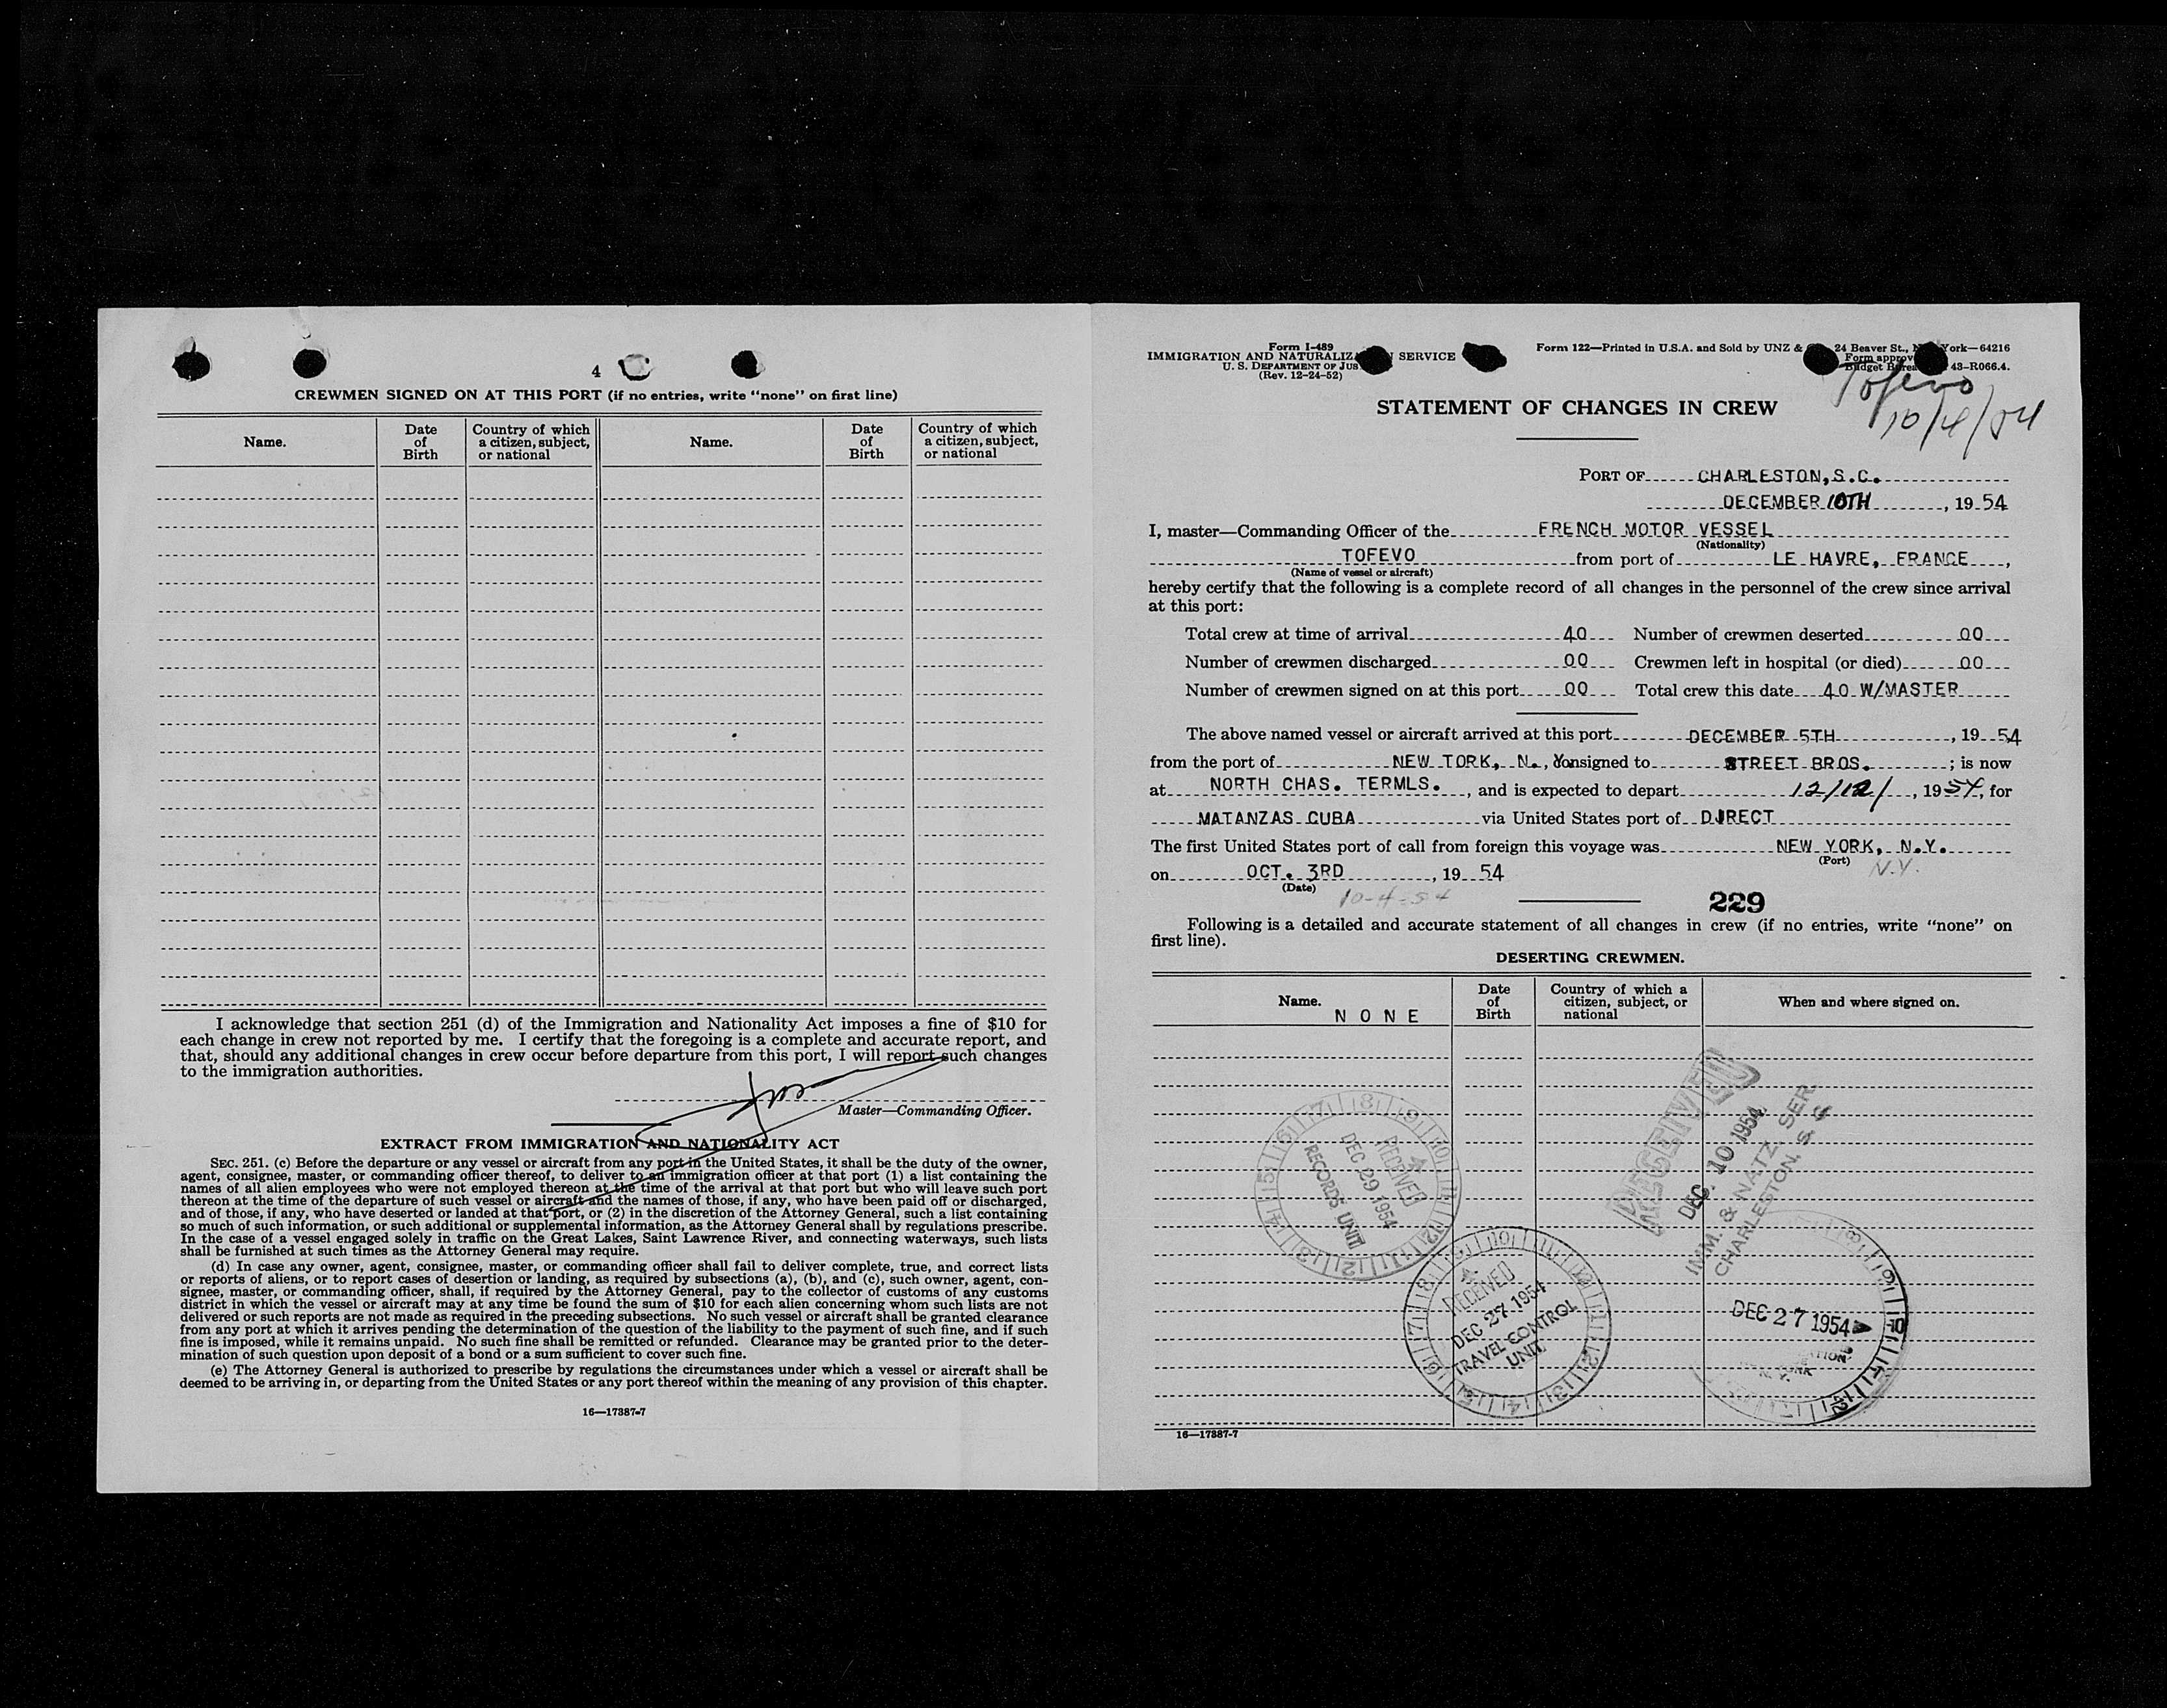 4
CREWMEN SIGNED ON AT THIS PORT (if no entries, write "none" on first line)
Name. Date of Birth Country of which a citizen, subject, or national Name. Date of Birth Country of which a citizen, subject, or national
I acknowledge that section 251 (d) of the Immigration and Nationality Act imposes a fine of $10 for
each change in crew not reported by me. I certify that the foregoing is a complete and accurate report, and
that, should any additional changes in crew occur before departure from this port, I will report such changes
to the immigration authorities.
Master—Commanding Officer.
EXTRACT FROM IMMIGRATION AND NATIONALITY ACT
SEC. 251. (c) Before the departure or any vessel or aircraft from any port in the United States, it shall be the duty of the owner,
agent, consignee, master, or commanding officer thereof, to deliver to an immigration officer at that port (1) a list containing the
names of all alien employees who were not employed thereon at the time of the arrival at that port but who will leave such port
thereon at the time of the departure of such vessel or aircraft and the names of those, if any, who have been paid off or discharged,
and of those, if any, who have deserted or landed at that port, or (2) in the discretion of the Attorney General, such a list containing
so much of such information, or such additional or supplemental information, as the Attorney General shall by regulations prescribe.
In the case of a vessel engaged solely in traffic on the Great Lakes, Saint Lawrence River, and connecting waterways, such lists
shall be furnished at such times as the Attorney General may require.
(d) In case any owner, agent, consignee, master, or commanding officer shall fail to deliver complete, true, and correct lists
or reports of aliens, or to report cases of desertion or landing, as required by subsections (a), (b), and (c), such owner, agent, con-
signee, master, or commanding officer, shall, if required by the Attorney General, pay to the collector of customs of any customs
district in which the vessel or aircraft may at any time be found the sum of $10 for each alien concerning whom such lists are not
delivered or such reports are not made as required in the preceding subsections. No such vessel or aircraft shall be granted clearance
from any port at which it arrives pending the determination of the question of the liability to the payment of such fine, and if such
fine is imposed, while it remains unpaid. No such fine shall be remitted or refunded. Clearance may be granted prior to the deter-
mination of such question upon deposit of a bond or a sum sufficient to cover such fine.
(e) The Attorney General is authorized to prescribe by regulations the circumstances under which a vessel or aircraft shall be
deemed to be arriving in, or departing from the United States or any port thereof within the meaning of any provision of this chapter.
16—17387-7
Form I-489
IMMIGRATION AND SERVICE
U. S. DEPARTMENT OF
(Rev. 12-24-52)
Form 122—Printed in U.S.A. and Sold by UNZ & 24 Beaver St., York—64216
Form
Budget 43-R066.4.
Tofevo
10/4/54
STATEMENT OF CHANGES IN CREW
PORT OF CHARLESTON, S.C.
DECEMBER 10TH, 19 54
I, master—Commanding Officer of the FRENCH MOTOR VESSEL
(Nationality)
TOFEVO from port of LE HAVRE, FRANCE,
(Name of vessel or aircraft)
hereby certify that the following is a complete record of all changes in the personnel of the crew since arrival
at this port:
Total crew at time of arrival 40 Number of crewmen deserted 00
Number of crewmen discharged 00 Crewmen left in hospital (or died) 00
Number of crewmen signed on at this port 00 Total crew this date 40 W/MASTER
The above named vessel or aircraft arrived at this port DECEMBER 5TH, 19 54
from the port of NEW TORK, N., Y. consigned to STREET BROS.; is now
at NORTH CHAS. TERMLS., and is expected to depart 12/12/, 1954, for
MATANZAS CUBA via United States port of DIRECT
The first United States port of call from foreign this voyage was NEW YORK, N.Y.
(Port) N.Y.
on OCT. 3RD, 19 54
(Date) 10-4-54
229
Following is a detailed and accurate statement of all changes in crew (if no entries, write "none" on
first line).
DESERTING CREWMEN.
Name. Date of Birth Country of which a citizen, subject, or national When and where signed on.
NONE
RECEIVED
DEC. 10 1954
IMM. & NATZ. SER.
CHARLESTON, S. C.
RECEIVED
DEC 29 1954
RECORDS UNIT
RECEIVED
DEC 27 1954
TRAVEL CONTROL
UNIT
DEC 27 1954
16—17387-7